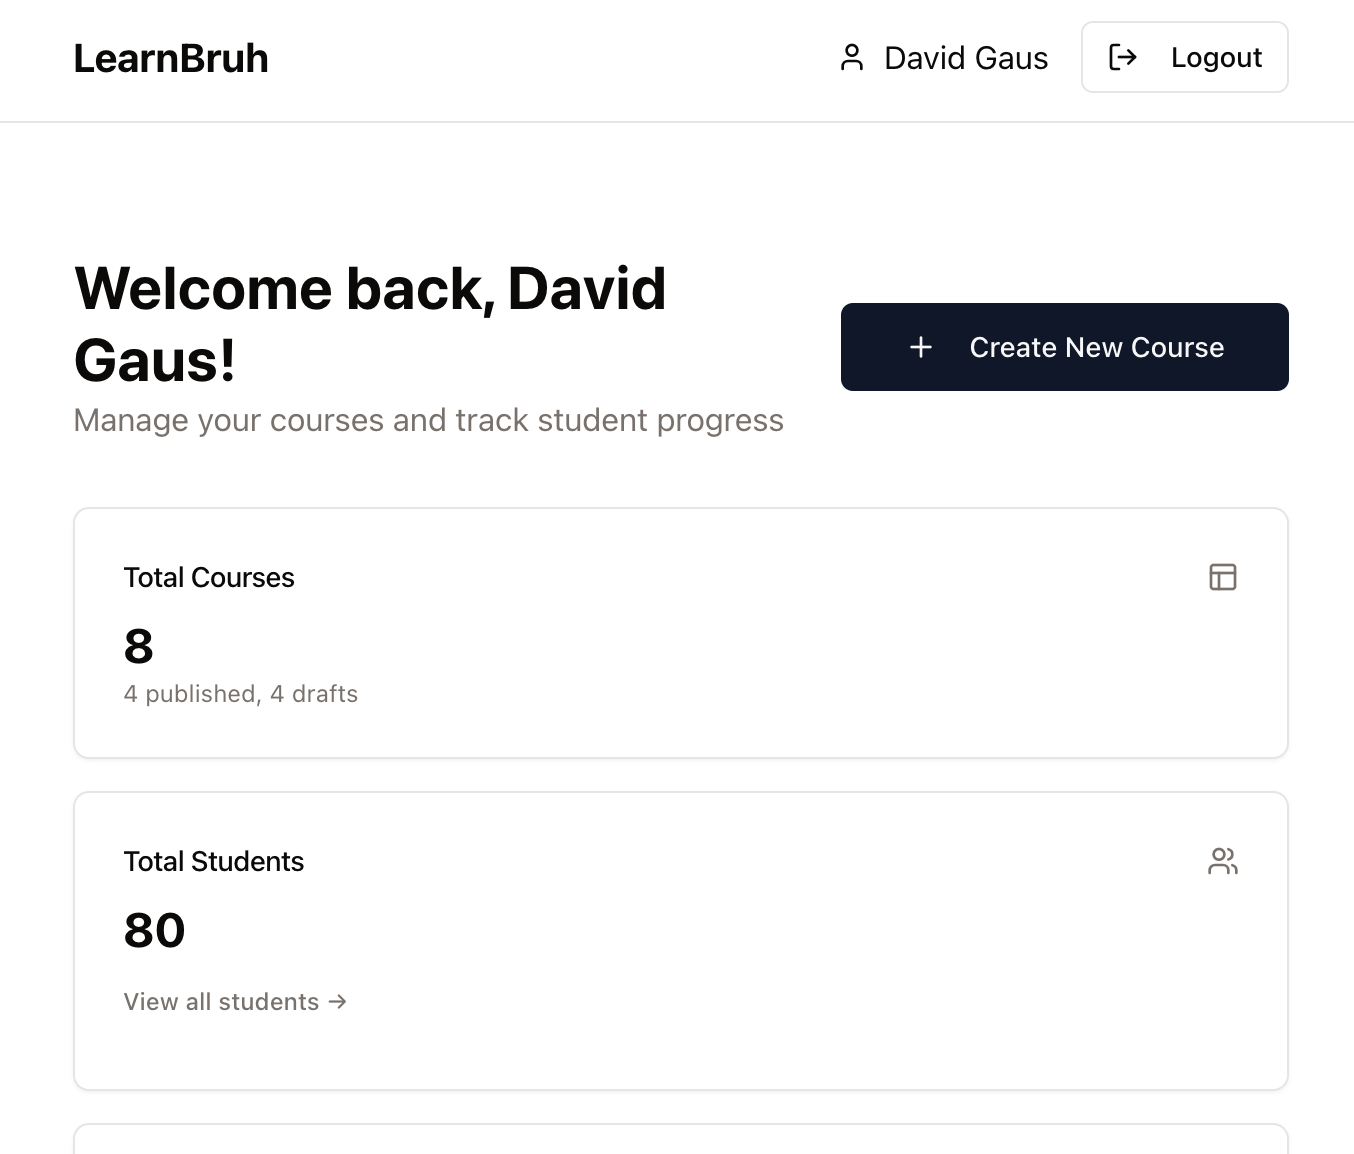 LearnBruh
David Gaus
Logout
Welcome back, David
Gaus!
Manage your courses and track student progress
Create New Course
Total Courses
8
4 published, 4 drafts
Total Students
80
View all students →